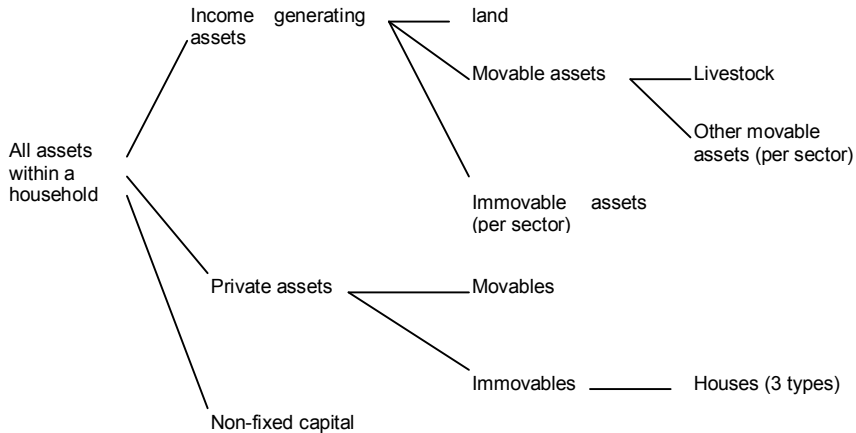 Income generating
assets
land
Movable assets
Livestock
Other movable
assets (per sector)
All assets
within a
household
Immovable assets
(per sector)
Private assets
Movables
Immovables
Houses (3 types)
Non-fixed capital